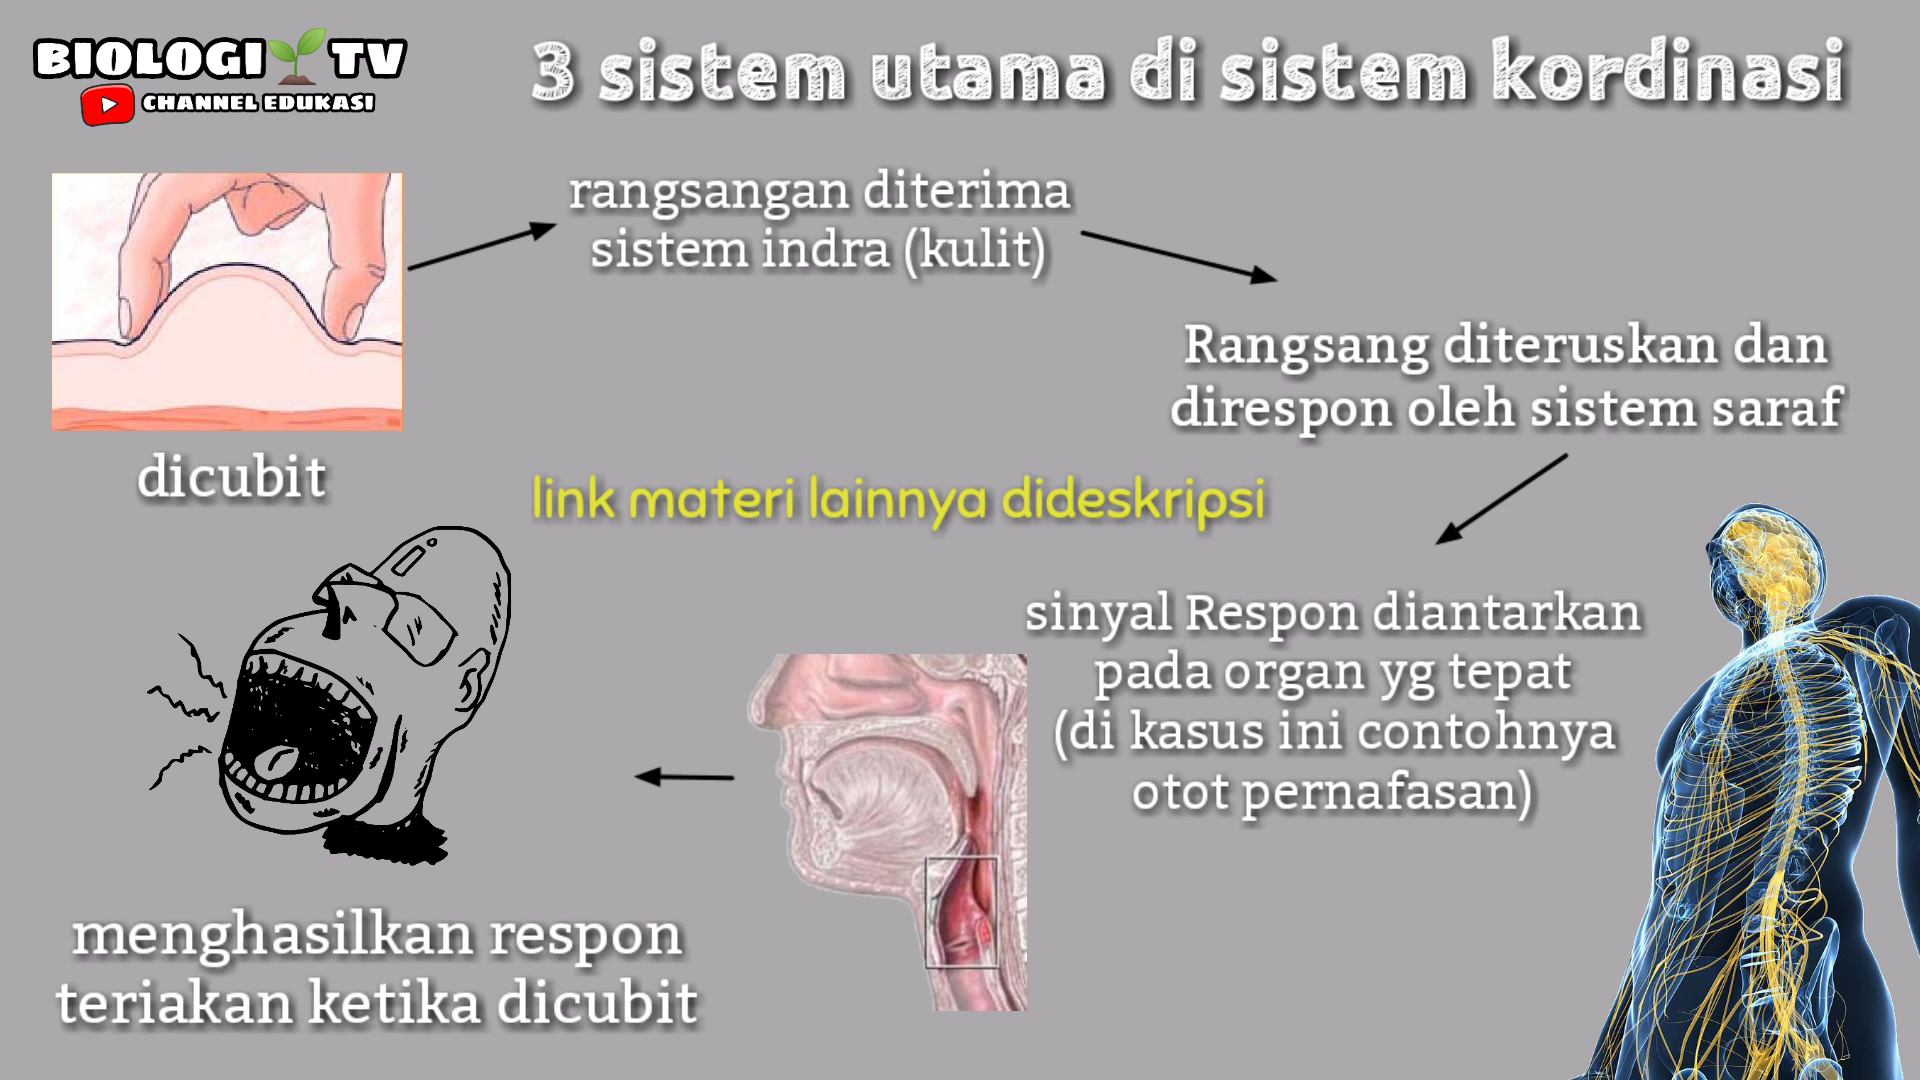 BIOLOGI TV
CHANNEL EDUKASI
3 sistem utama di sistem kordinasi
rangsangan diterima
sistem indra (kulit)
Rangsang diteruskan dan
direspon oleh sistem saraf
dicubit
link materi lainnya dideskripsi
sinyal Respon diantarkan
pada organ yg tepat
(di kasus ini contohnya
otot pernafasan)
menghasilkan respon
teriakan ketika dicubit